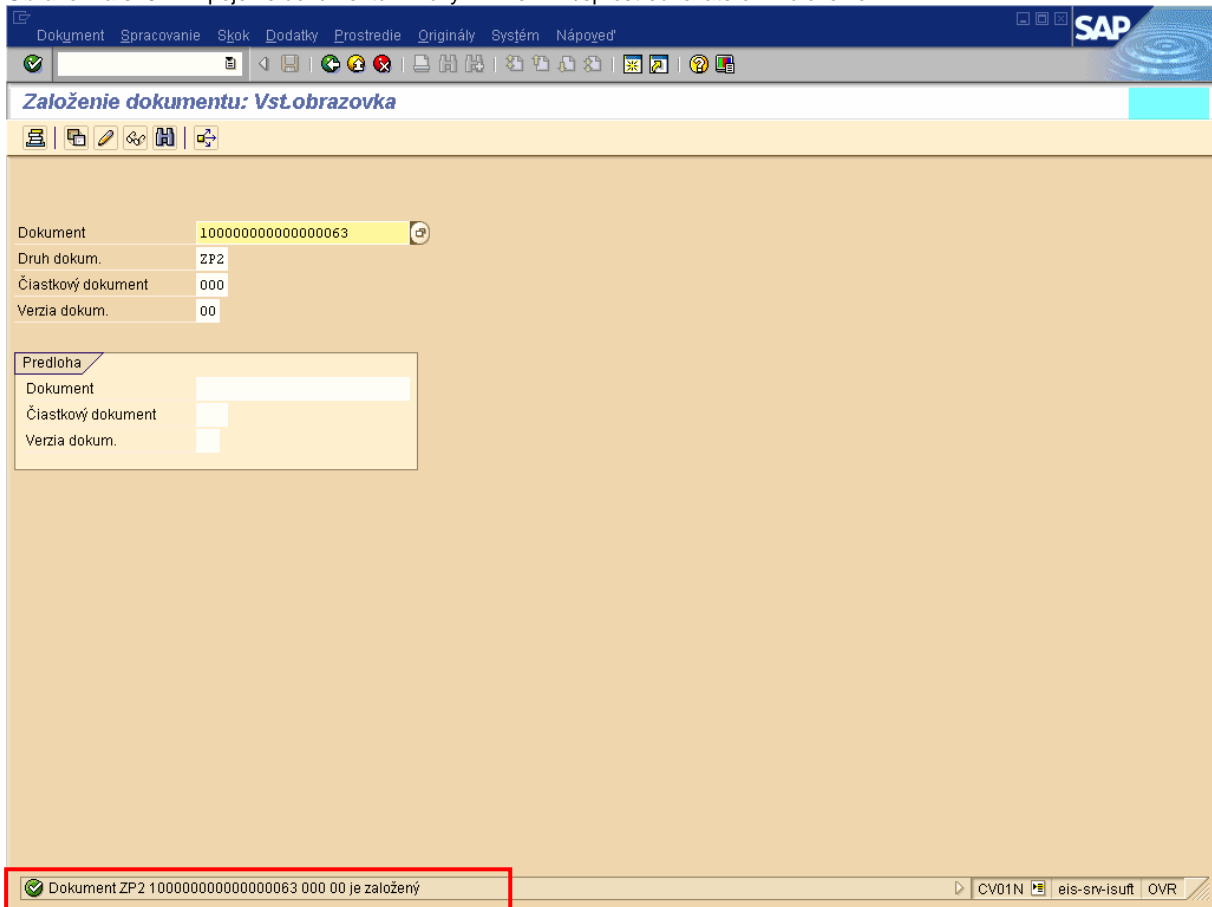 Dokument Spracovanie Skok Dodatky Prostredie Originály Systém Nápoveď
SAP
Založenie dokumentu: Vst.obrazovka
Dokument 100000000000000063
Druh dokum. ZP2
Čiastkový dokument 000
Verzia dokum. 00
Predloha
Dokument
Čiastkový dokument
Verzia dokum.
Dokument ZP2 100000000000000063 000 00 je založený
CV01N eis-srv-isuft OVR